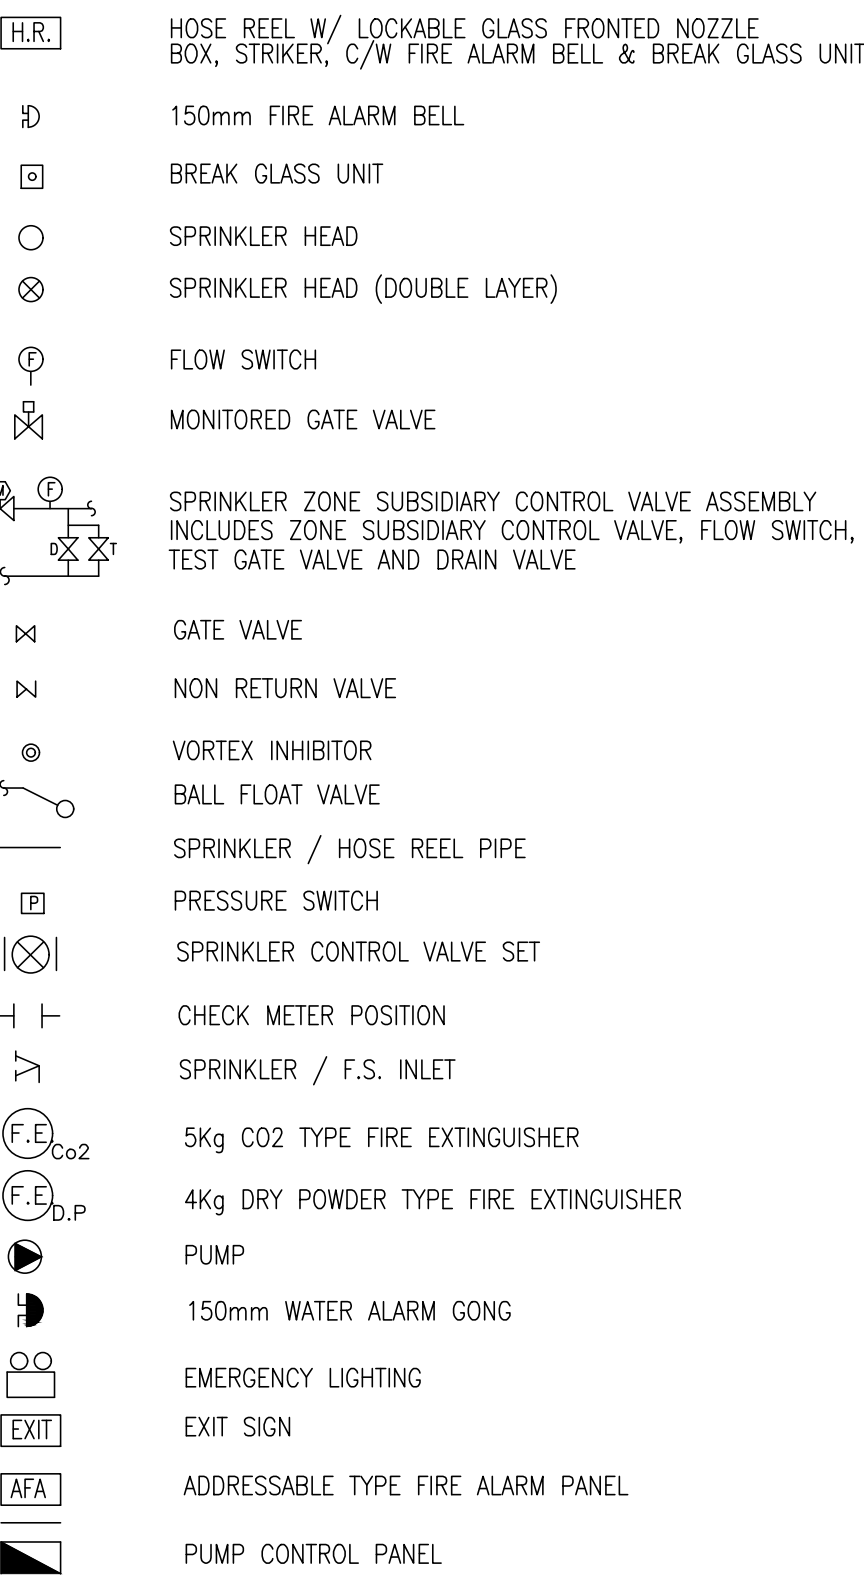 H.R. HOSE REEL W/ LOCKABLE GLASS FRONTED NOZZLE
BOX, STRIKER, C/W FIRE ALARM BELL & BREAK GLASS UNIT
150mm FIRE ALARM BELL
BREAK GLASS UNIT
SPRINKLER HEAD
SPRINKLER HEAD (DOUBLE LAYER)
F FLOW SWITCH
MONITORED GATE VALVE
M F
SPRINKLER ZONE SUBSIDIARY CONTROL VALVE ASSEMBLY
INCLUDES ZONE SUBSIDIARY CONTROL VALVE, FLOW SWITCH,
D T TEST GATE VALVE AND DRAIN VALVE
GATE VALVE
NON RETURN VALVE
VORTEX INHIBITOR
BALL FLOAT VALVE
SPRINKLER / HOSE REEL PIPE
P PRESSURE SWITCH
SPRINKLER CONTROL VALVE SET
CHECK METER POSITION
SPRINKLER / F.S. INLET
F.E. Co2 5Kg CO2 TYPE FIRE EXTINGUISHER
F.E. D.P 4Kg DRY POWDER TYPE FIRE EXTINGUISHER
PUMP
150mm WATER ALARM GONG
EMERGENCY LIGHTING
EXIT EXIT SIGN
AFA ADDRESSABLE TYPE FIRE ALARM PANEL
PUMP CONTROL PANEL